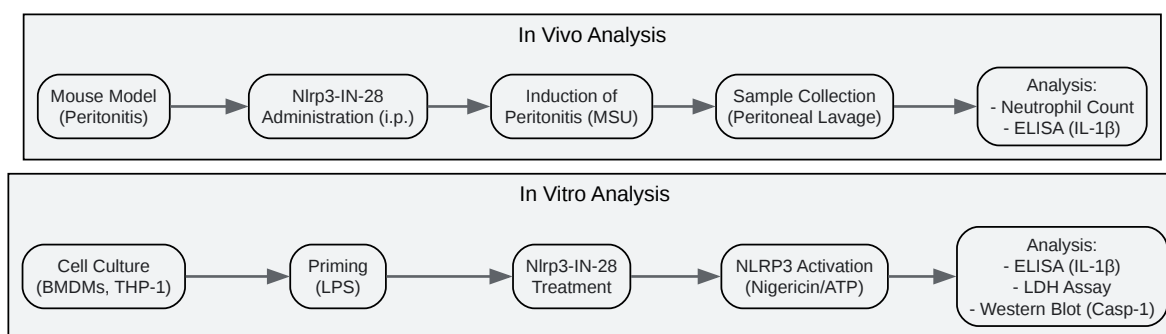 In Vivo Analysis
Mouse Model
(Peritonitis)
Nlrp3-IN-28
Administration (i.p.)
Induction of
Peritonitis (MSU)
Sample Collection
(Peritoneal Lavage)
Analysis:
- Neutrophil Count
- ELISA (IL-1β)
In Vitro Analysis
Cell Culture
(BMDMs, THP-1)
Priming
(LPS)
Nlrp3-IN-28
Treatment
NLRP3 Activation
(Nigericin/ATP)
Analysis:
- ELISA (IL-1β)
- LDH Assay
- Western Blot (Casp-1)